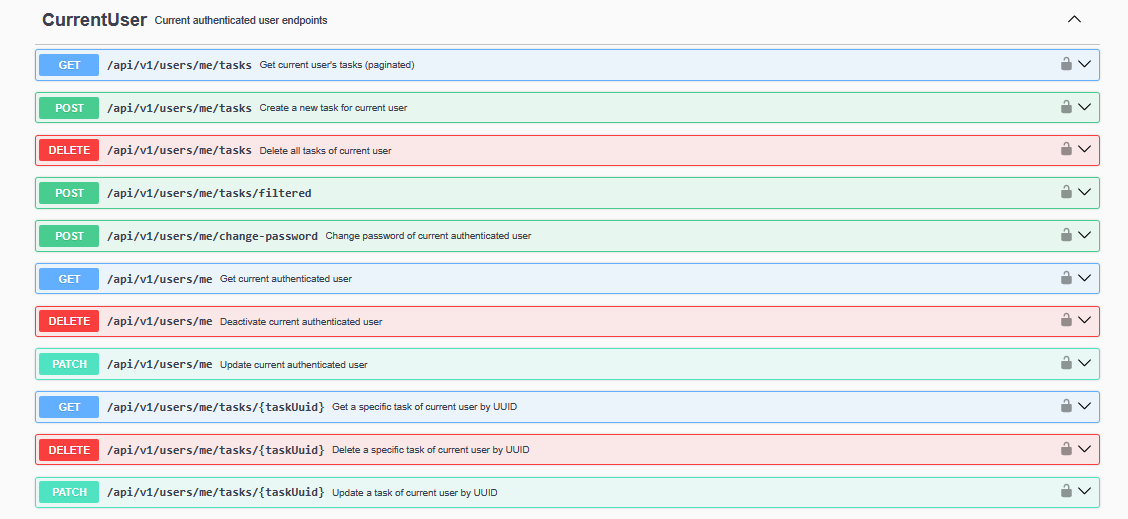 CurrentUser Current authenticated user endpoints
GET /api/v1/users/me/tasks Get current user's tasks (paginated)
POST /api/v1/users/me/tasks Create a new task for current user
DELETE /api/v1/users/me/tasks Delete all tasks of current user
POST /api/v1/users/me/tasks/filtered
POST /api/v1/users/me/change-password Change password of current authenticated user
GET /api/v1/users/me Get current authenticated user
DELETE /api/v1/users/me Deactivate current authenticated user
PATCH /api/v1/users/me Update current authenticated user
GET /api/v1/users/me/tasks/{taskUuid} Get a specific task of current user by UUID
DELETE /api/v1/users/me/tasks/{taskUuid} Delete a specific task of current user by UUID
PATCH /api/v1/users/me/tasks/{taskUuid} Update a task of current user by UUID